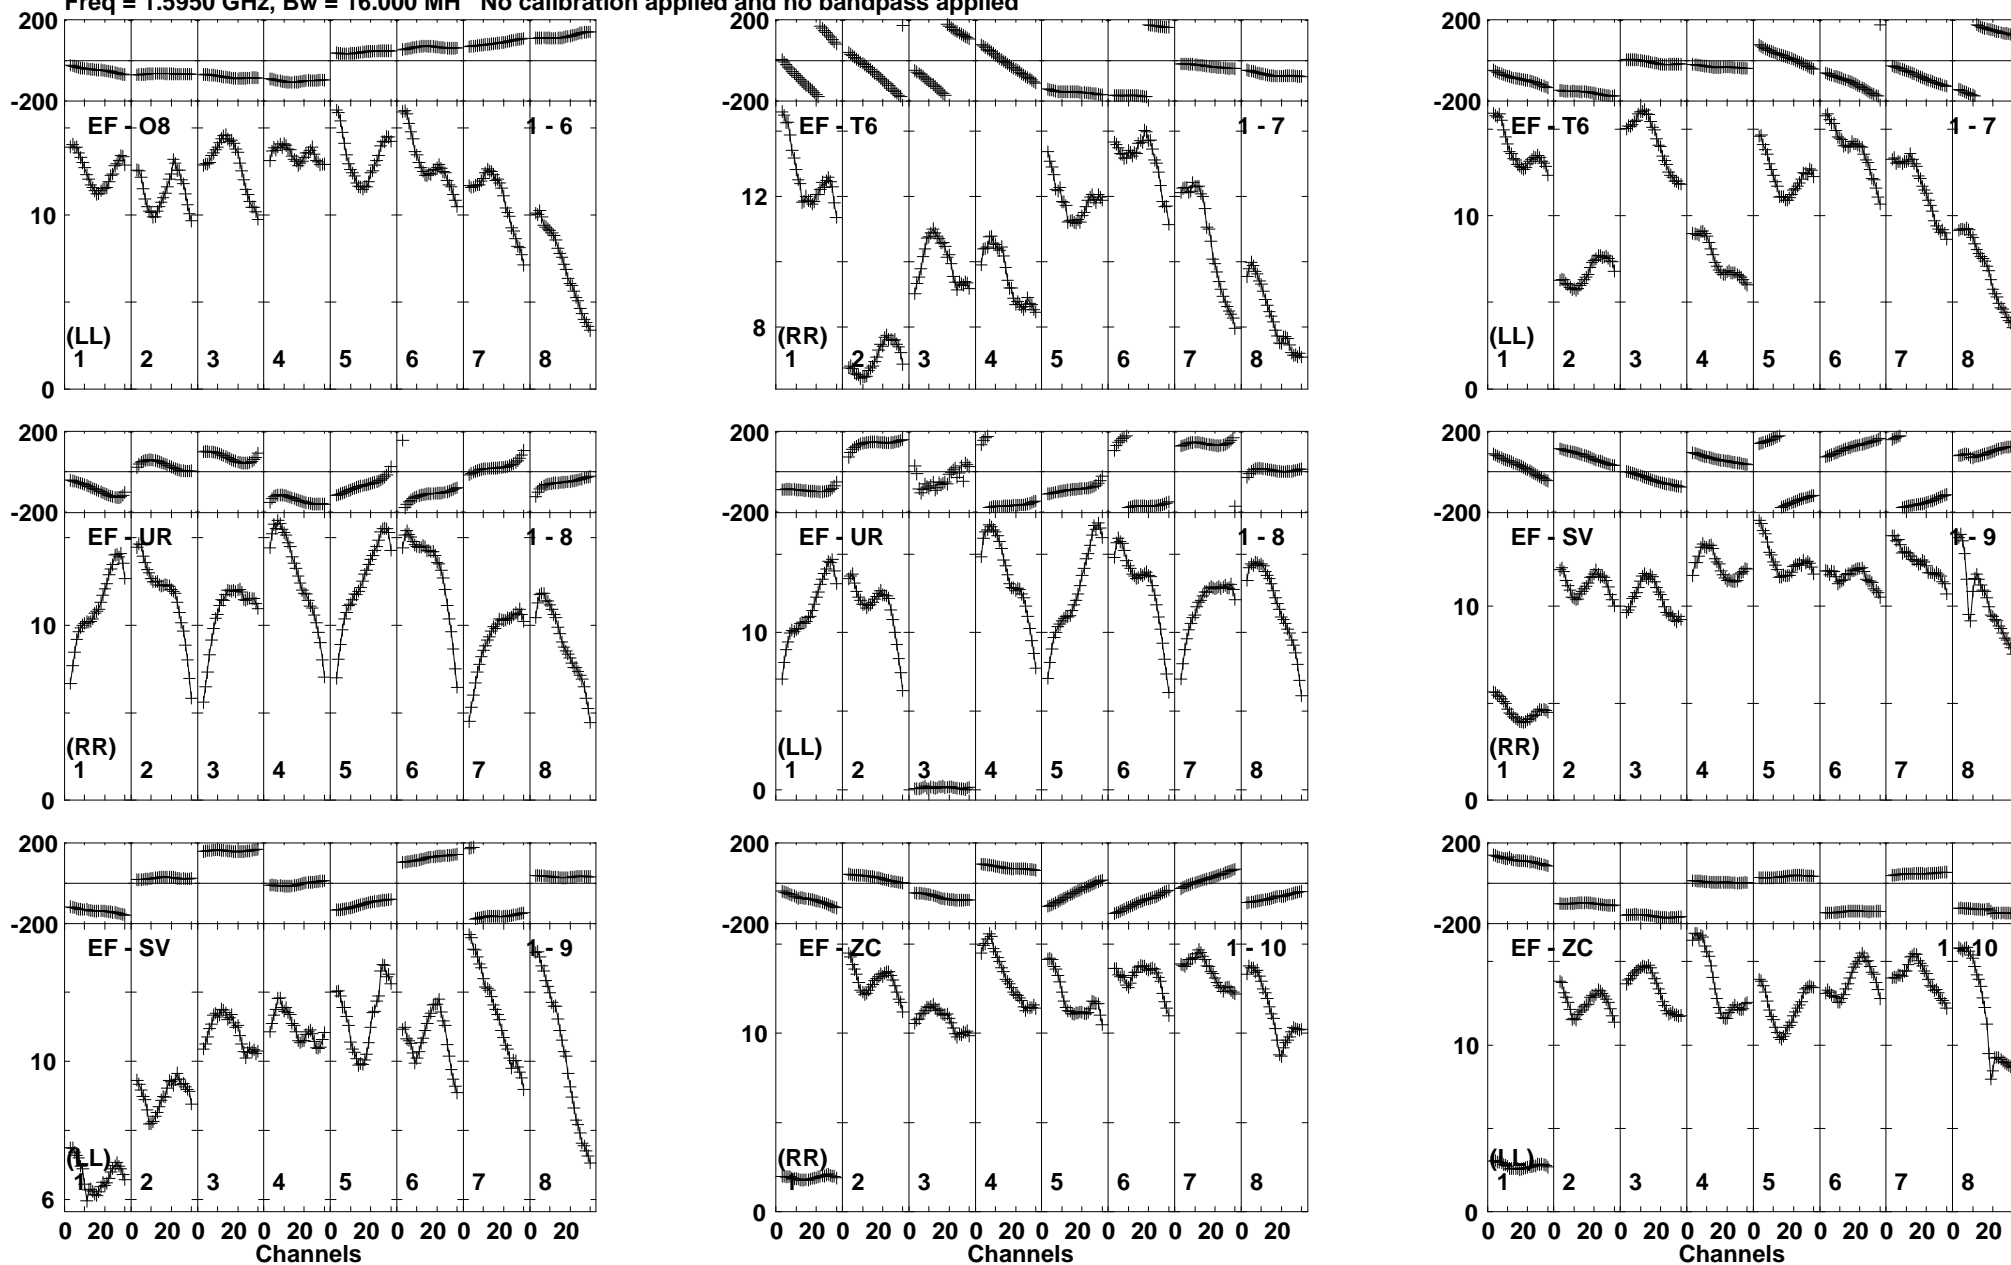 Freq = 1.5950 GHz, Bw = 16.000 MH No calibration applied and no bandpass applied
200 200 200
-200 -200 -200
EF - O8 1 - 6 EF - T6 1 - 7 EF - T6 1 - 7
12
10 10
8
(LL) (RR) (LL)
1 2 3 4 5 6 7 8 1 2 3 4 5 6 7 8 1 2 3 4 5 6 7 8
0 0
200 200 200
-200 -200 -200
EF - UR 1 - 8 EF - UR 1 - 8 EF - SV 1 - 9
10 10 10
(RR) (LL) (RR)
1 2 3 4 5 6 7 8 1 2 3 4 5 6 7 8 1 2 3 4 5 6 7 8
0 0 0
200 200 200
-200 -200 -200
EF - SV 1 - 9 EF - ZC 1 - 10 EF - ZC 1 - 10
10 10 10
(LL) (RR) (LL)
1 2 3 4 5 6 7 8 1 2 3 4 5 6 7 8 1 2 3 4 5 6 7 8
6 0 0
0 20 0 20 0 20 0 20 0 20 0 20 0 20 0 20 0 20 0 20 0 20 0 20 0 20 0 20 0 20 0 20 0 20 0 20 0 20 0 20 0 20 0 20 0 20 0 20
Channels Channels Channels